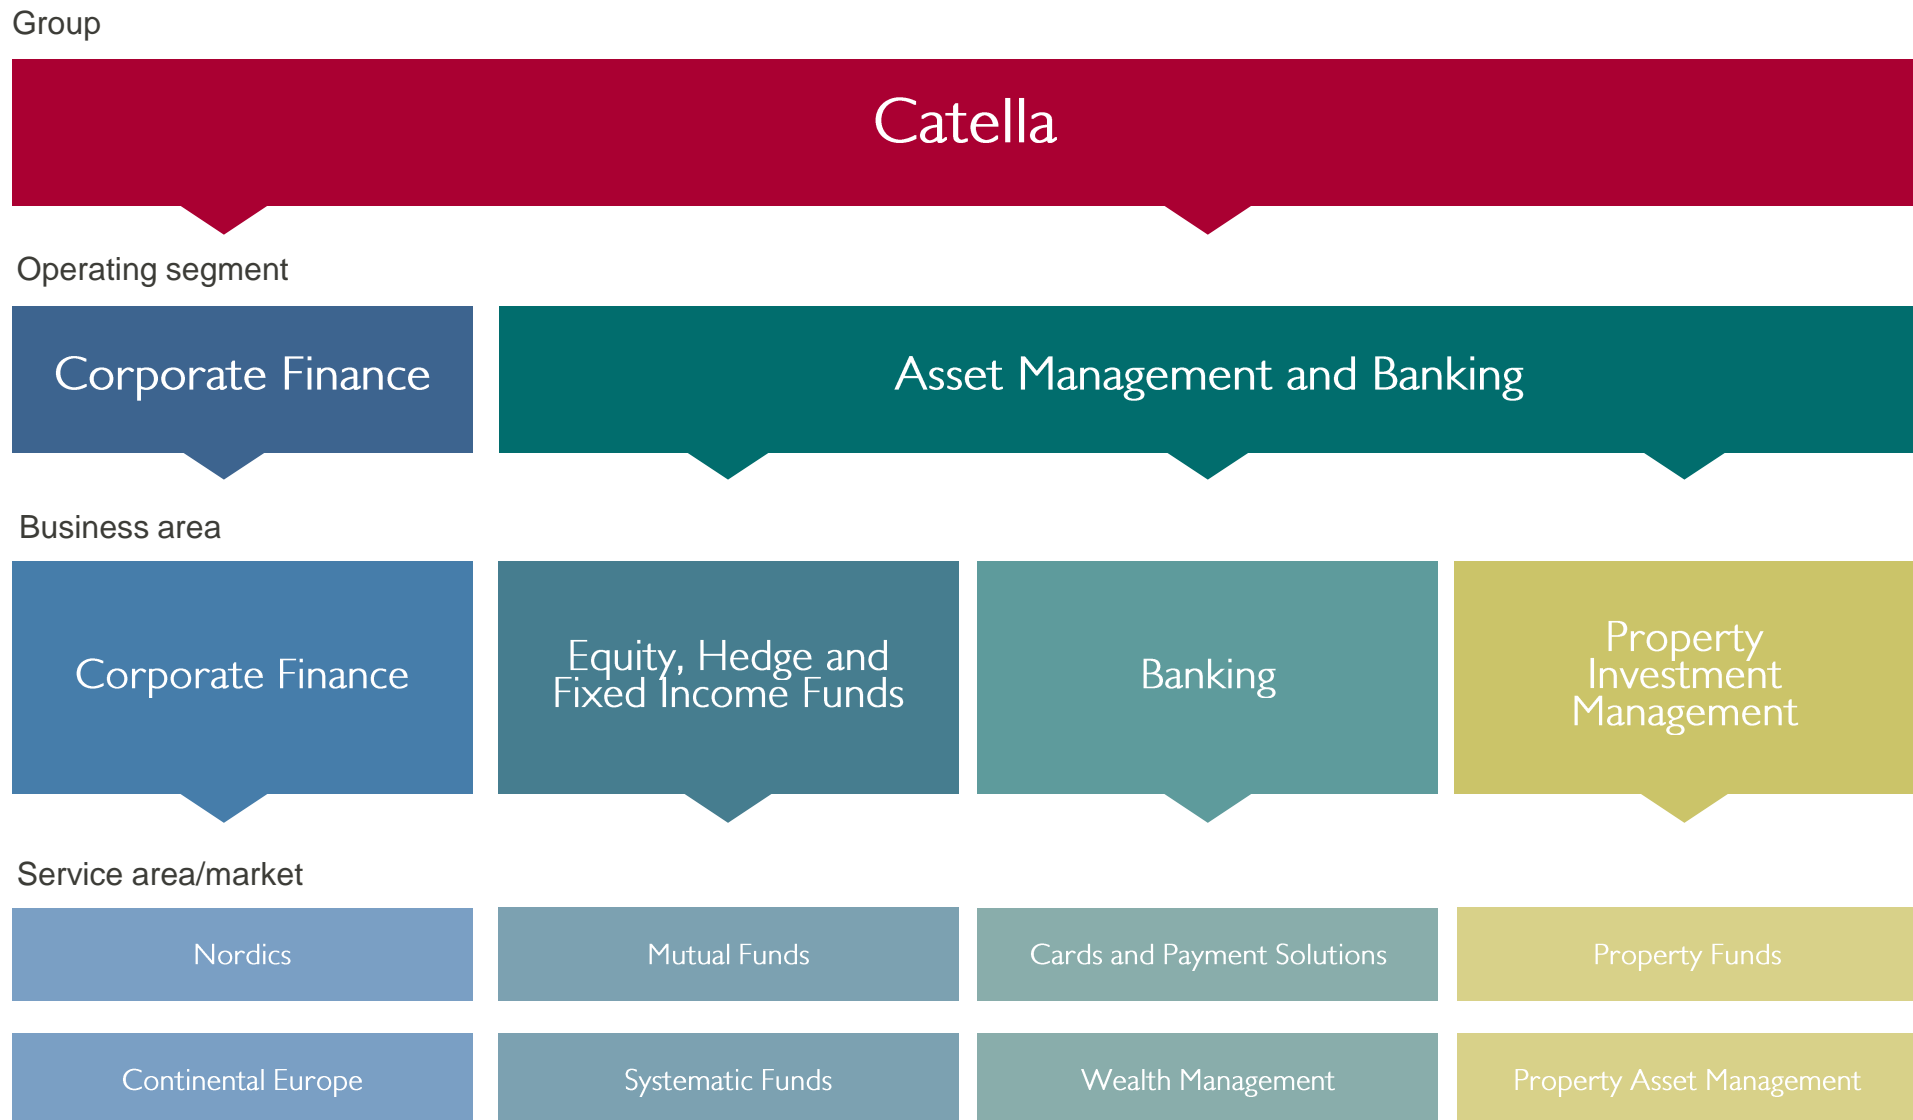 Group
Catella
Operating segment
Corporate Finance
Asset Management and Banking
Business area
Corporate Finance
Equity, Hedge and
Fixed Income Funds
Banking
Property
Investment
Management
Service area/market
Nordics
Mutual Funds
Cards and Payment Solutions
Property Funds
Continental Europe
Systematic Funds
Wealth Management
Property Asset Management